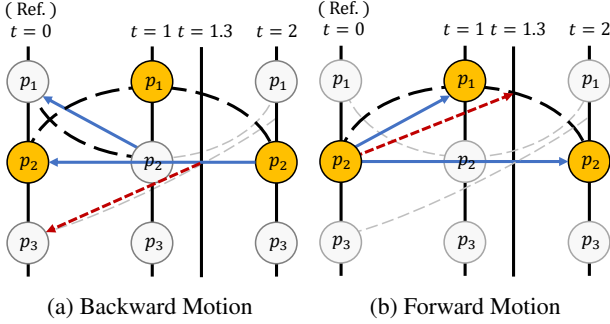 ( Ref. )
t = 0
t = 1
t = 1.3
t = 2
p₁
p₁
p₁
p₂
p₂
p₂
p₃
p₃
p₃
(a) Backward Motion
( Ref. )
t = 0
t = 1
t = 1.3
t = 2
p₁
p₁
p₁
p₂
p₂
p₂
p₃
p₃
p₃
(b) Forward Motion